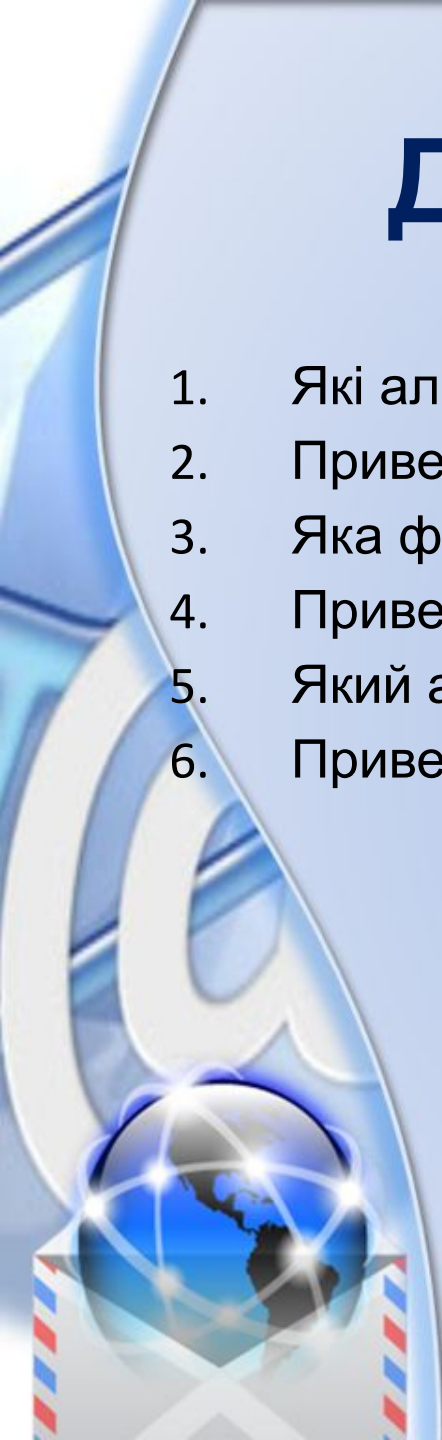 Д
1. Які ал
2. Приве
3. Яка ф
4. Приве
5. Який а
6. Приве